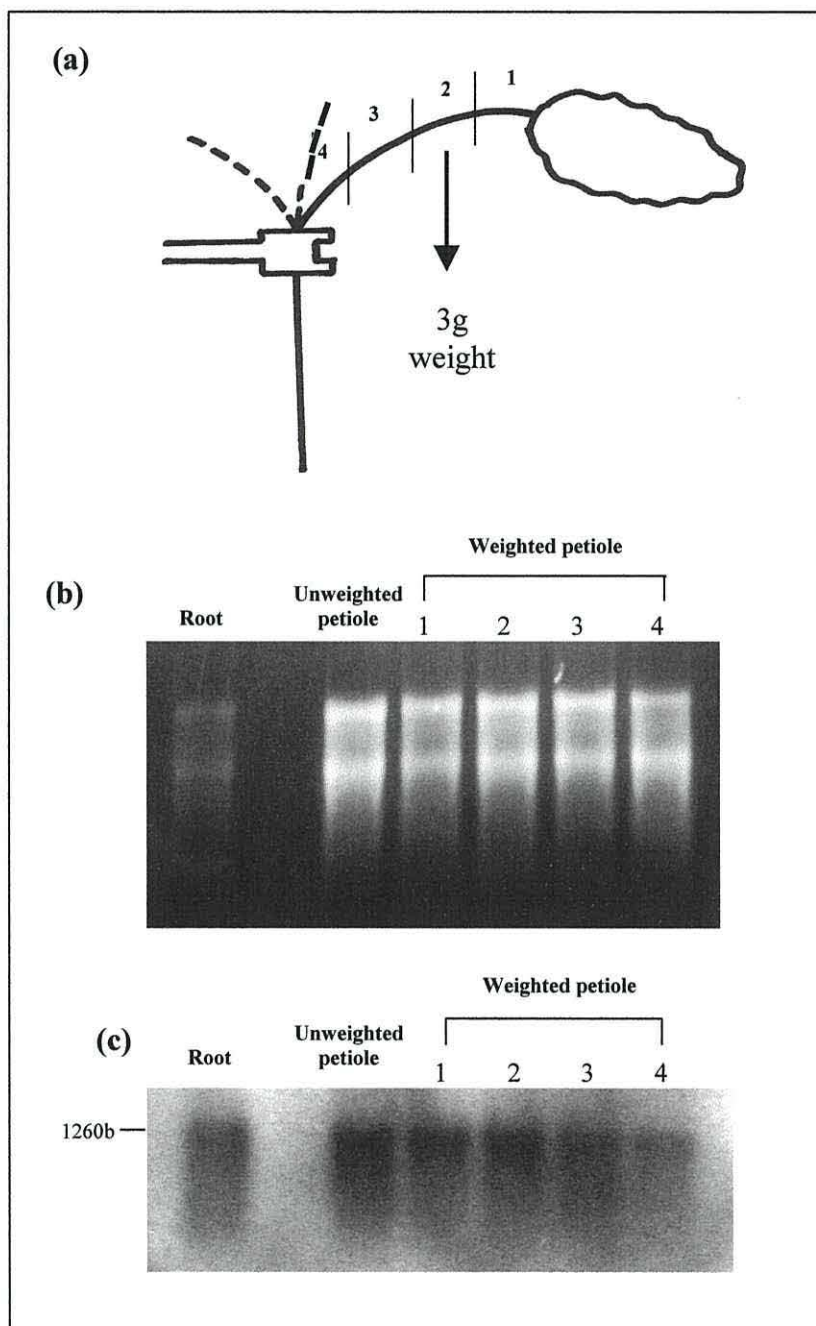 (a)
1
2
3
4
3g
weight
Weighted petiole
(b)
Unweighted
Root petiole 1 2 3 4
Weighted petiole
(c)
Unweighted
Root petiole 1 2 3 4
1260b